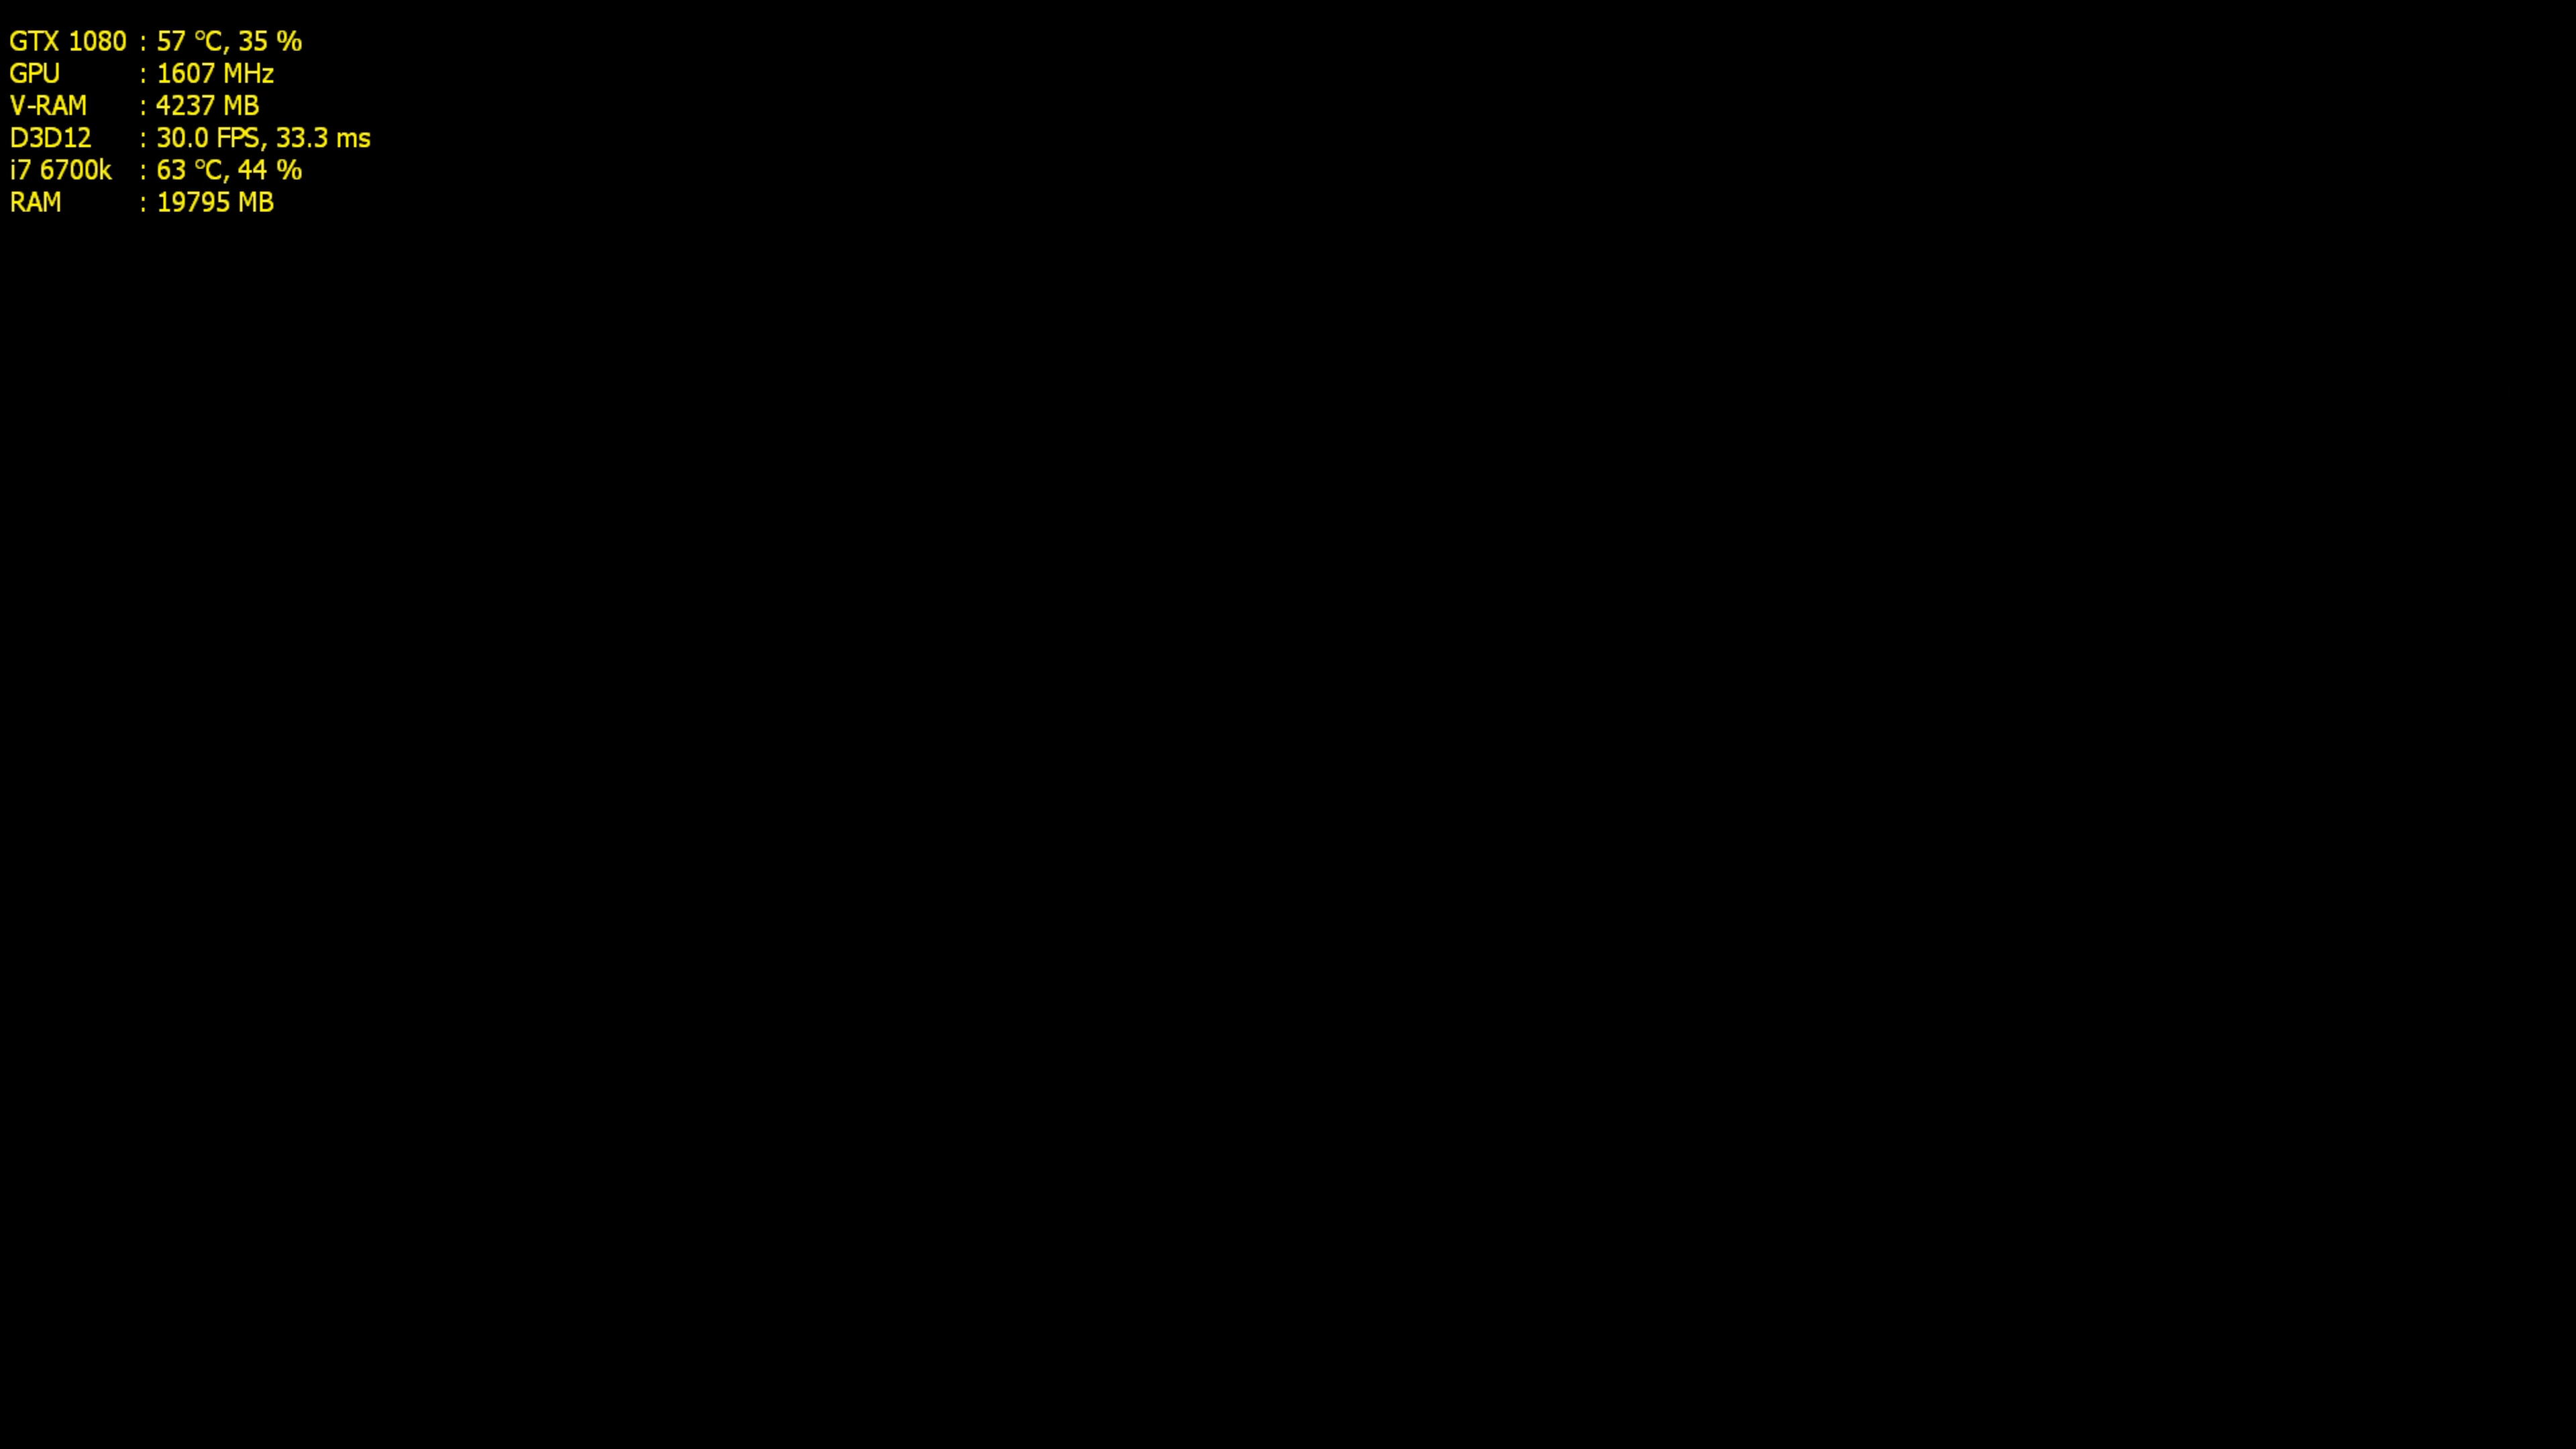 GTX 1080 : 57 °C, 35 %
GPU : 1607 MHz
V-RAM : 4237 MB
D3D12 : 30.0 FPS, 33.3 ms
i7 6700k : 63 °C, 44 %
RAM : 19795 MB